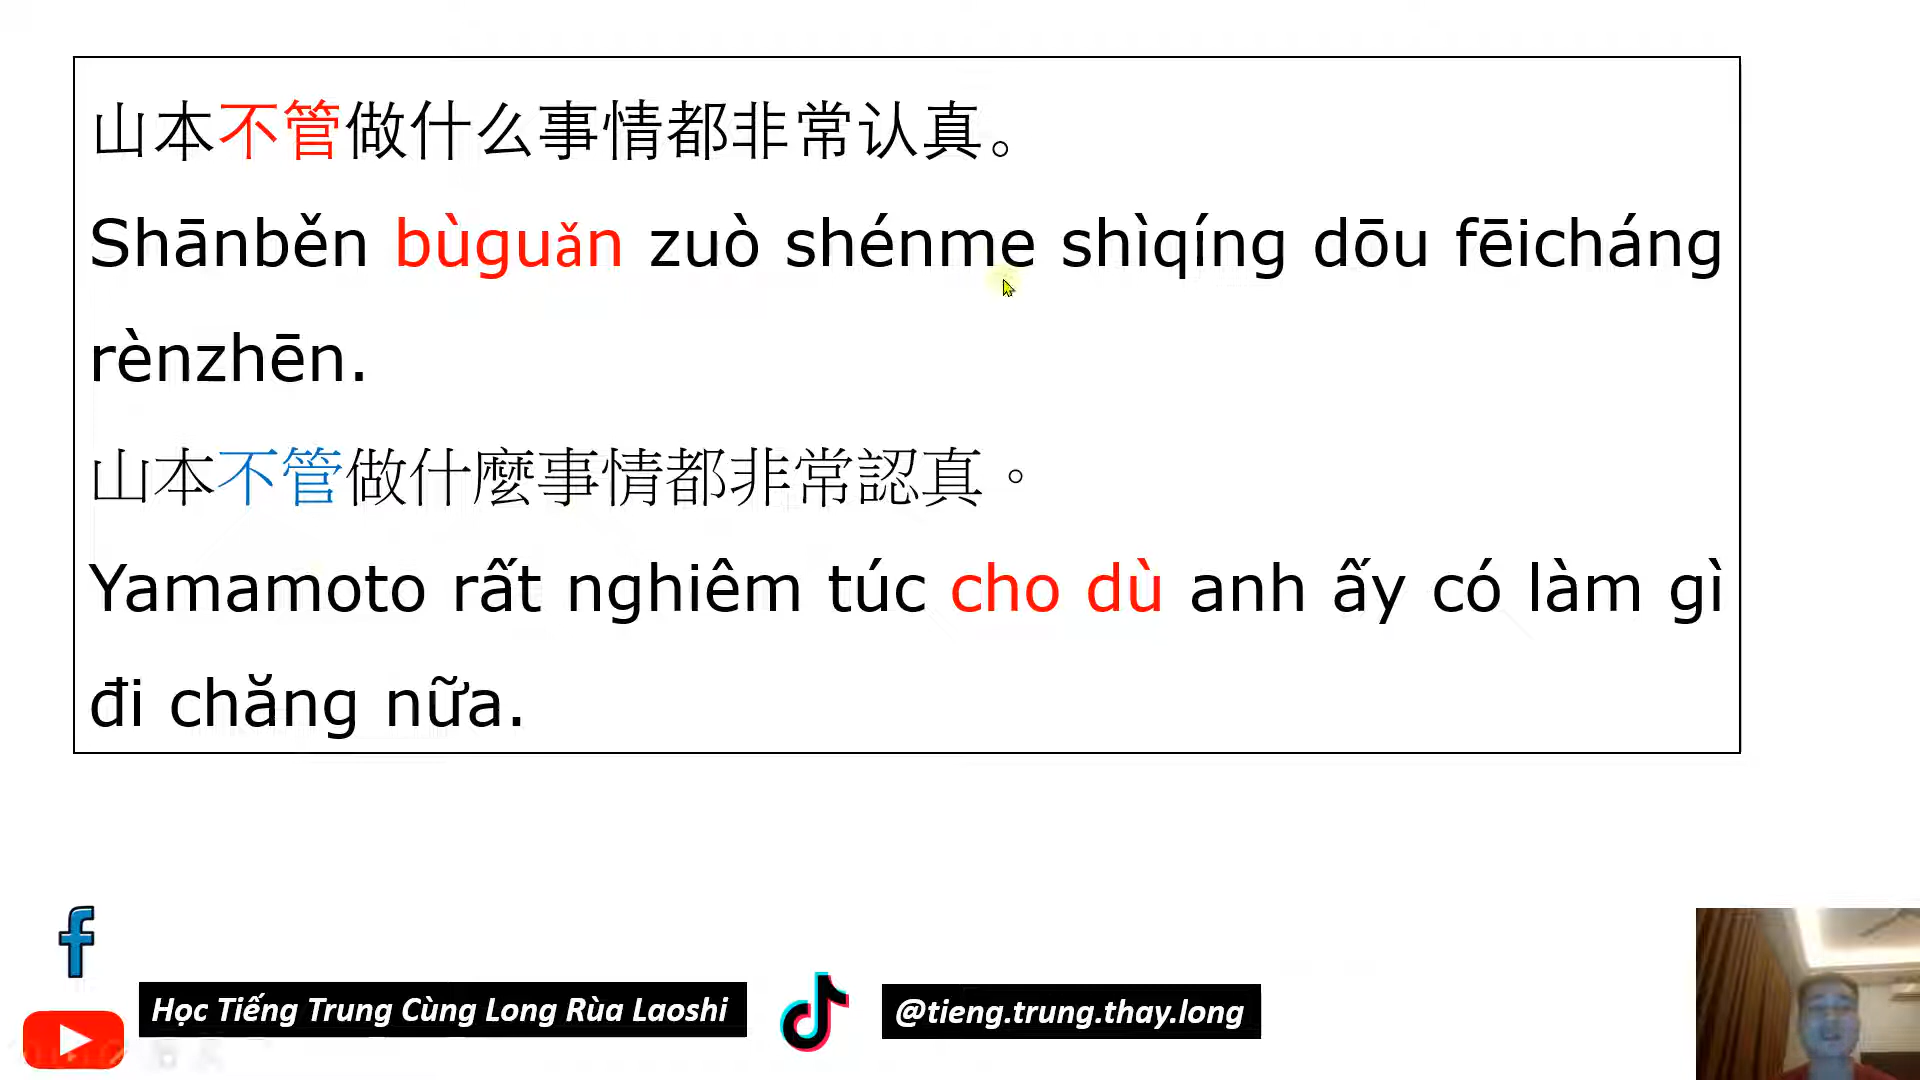 山本不管做什么事情都非常认真。
Shānběn bùguǎn zuò shénme shìqíng dōu fēicháng
rènzhēn.
山本不管做什麼事情都非常認真。
Yamamoto rất nghiêm túc cho dù anh ấy có làm gì
đi chăng nữa.
Học Tiếng Trung Cùng Long Rùa Laoshi
@tieng.trung.thay.long